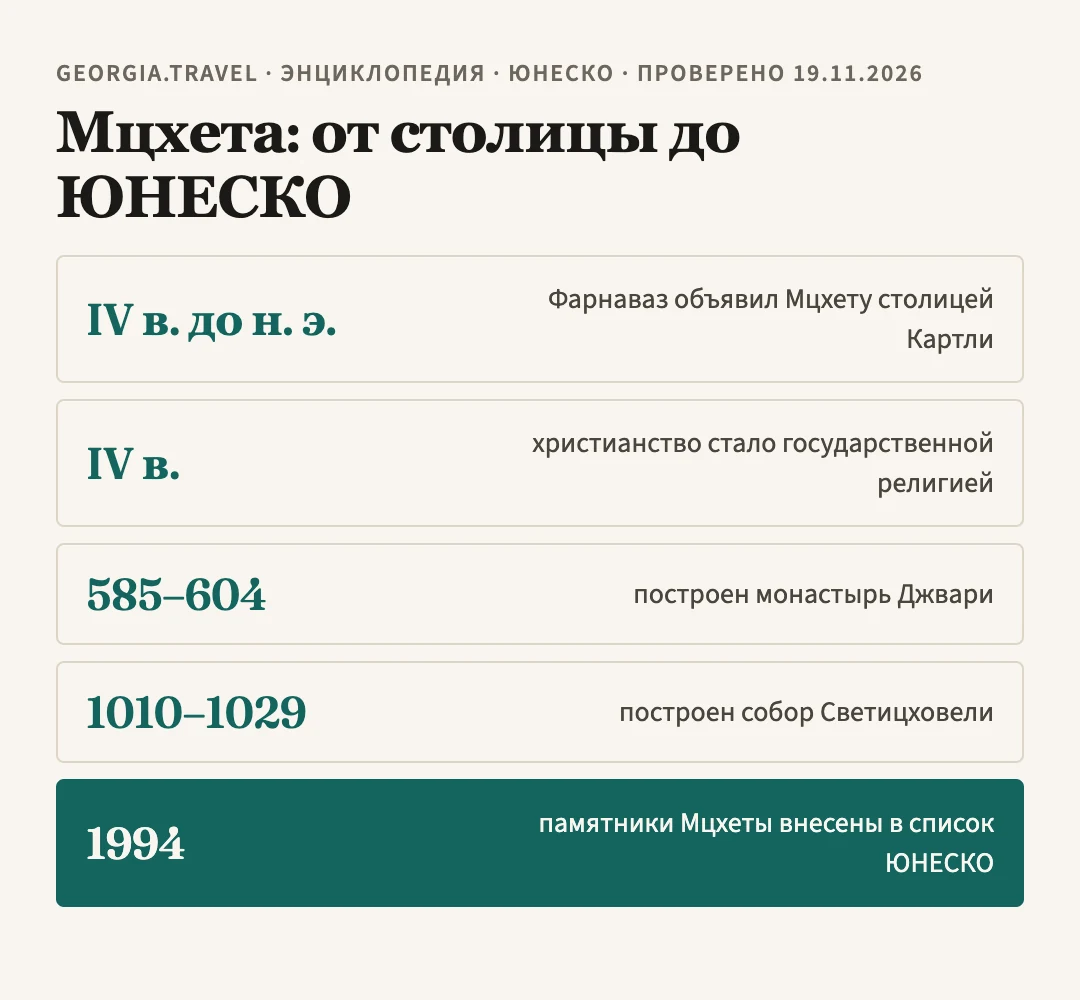 GEORGIA.TRAVEL · ЭНЦИКЛОПЕДИЯ · ЮНЕСКО · ПРОВЕРЕНО 19.11.2026
Мцхета: от столицы до
ЮНЕСКО
IV в. до н. э.
Фарнаваз объявил Мцхету столицей
Картли
IV в.
христианство стало государственной
религией
585–604
построен монастырь Джвари
1010–1029
построен собор Светицховели
1994
памятники Мцхеты внесены в список
ЮНЕСКО